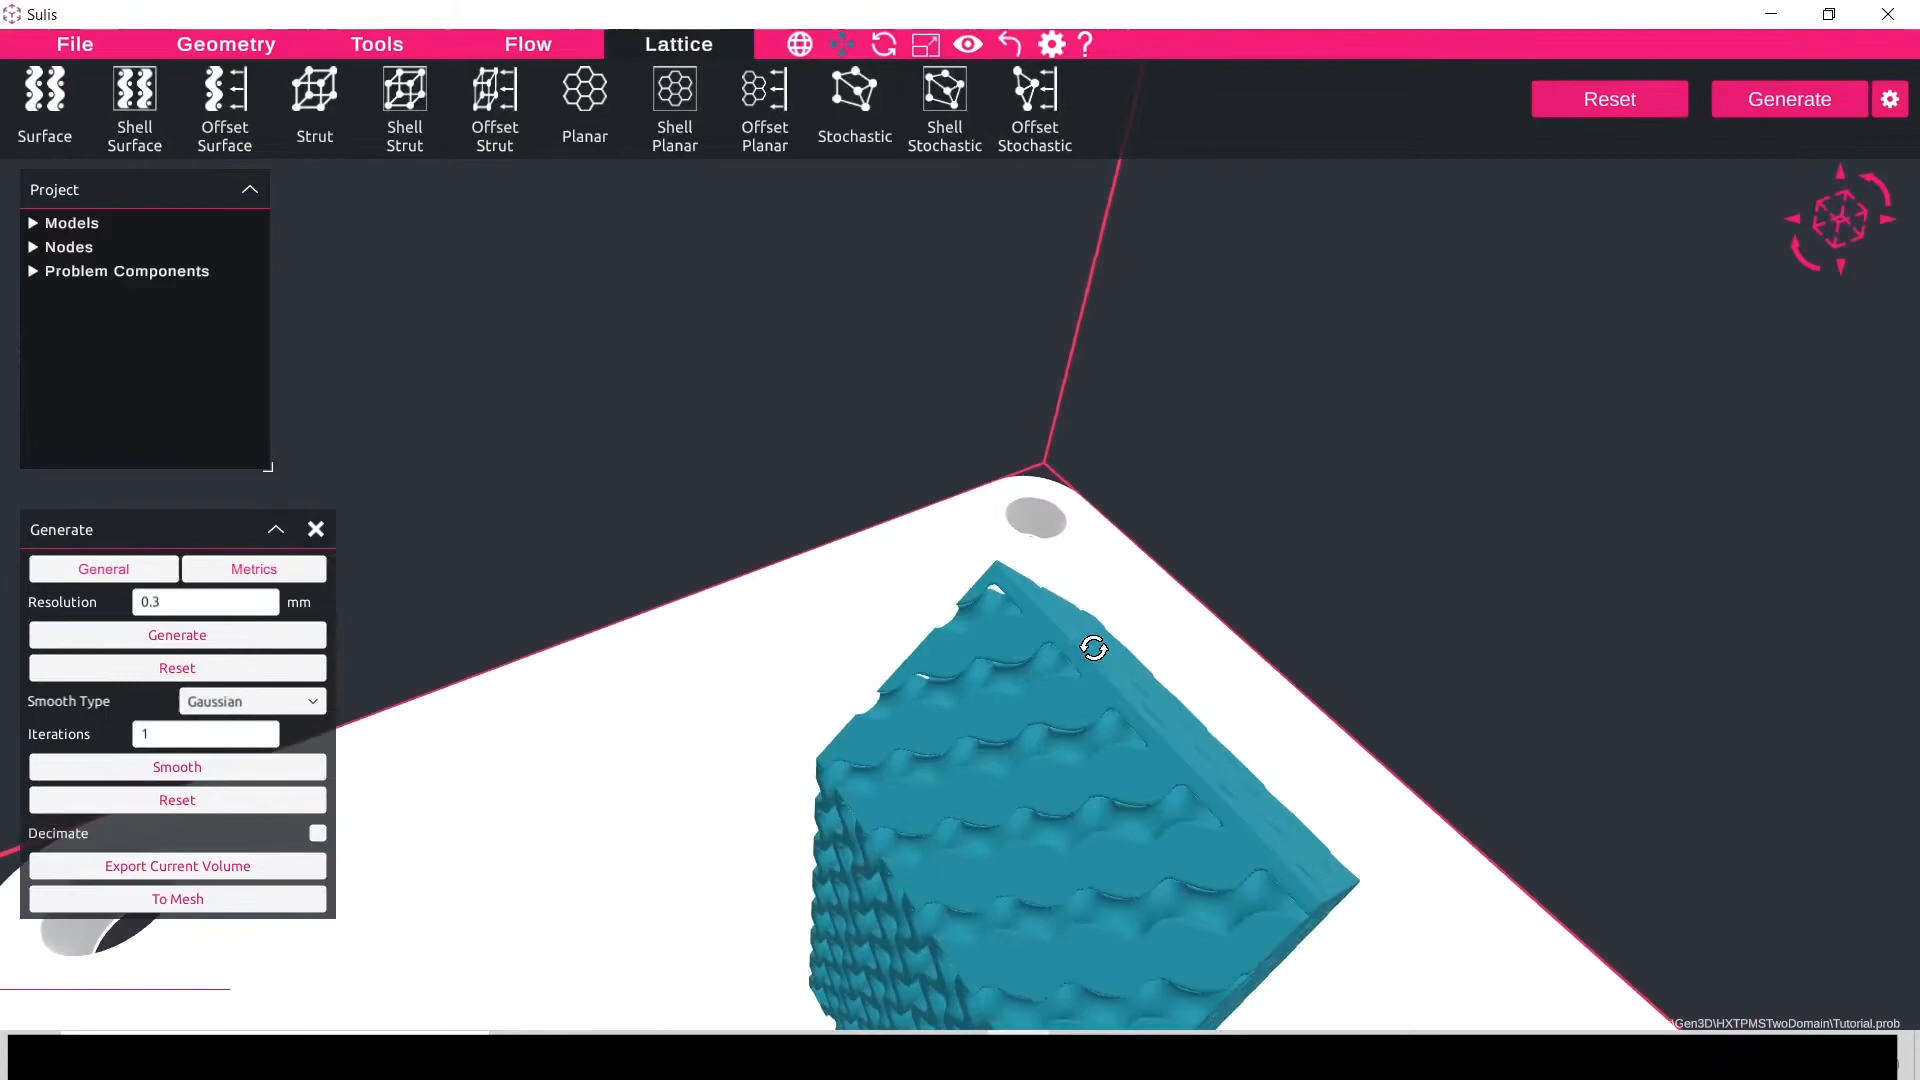 Sulis
File Geometry Tools Flow Lattice ?
Surface
Shell
Surface
Offset
Surface
Strut
Shell
Strut
Offset
Strut
Planar
Shell
Planar
Offset
Planar
Stochastic
Shell
Stochastic
Offset
Stochastic
Reset
Generate
Project
Models
Nodes
Problem Components
Generate
General Metrics
Resolution 0.3 mm
Generate
Reset
Smooth Type Gaussian
Iterations 1
Smooth
Reset
Decimate
Export Current Volume
To Mesh
\Gen3D\HXTPMSTwoDomain\Tutorial.prob